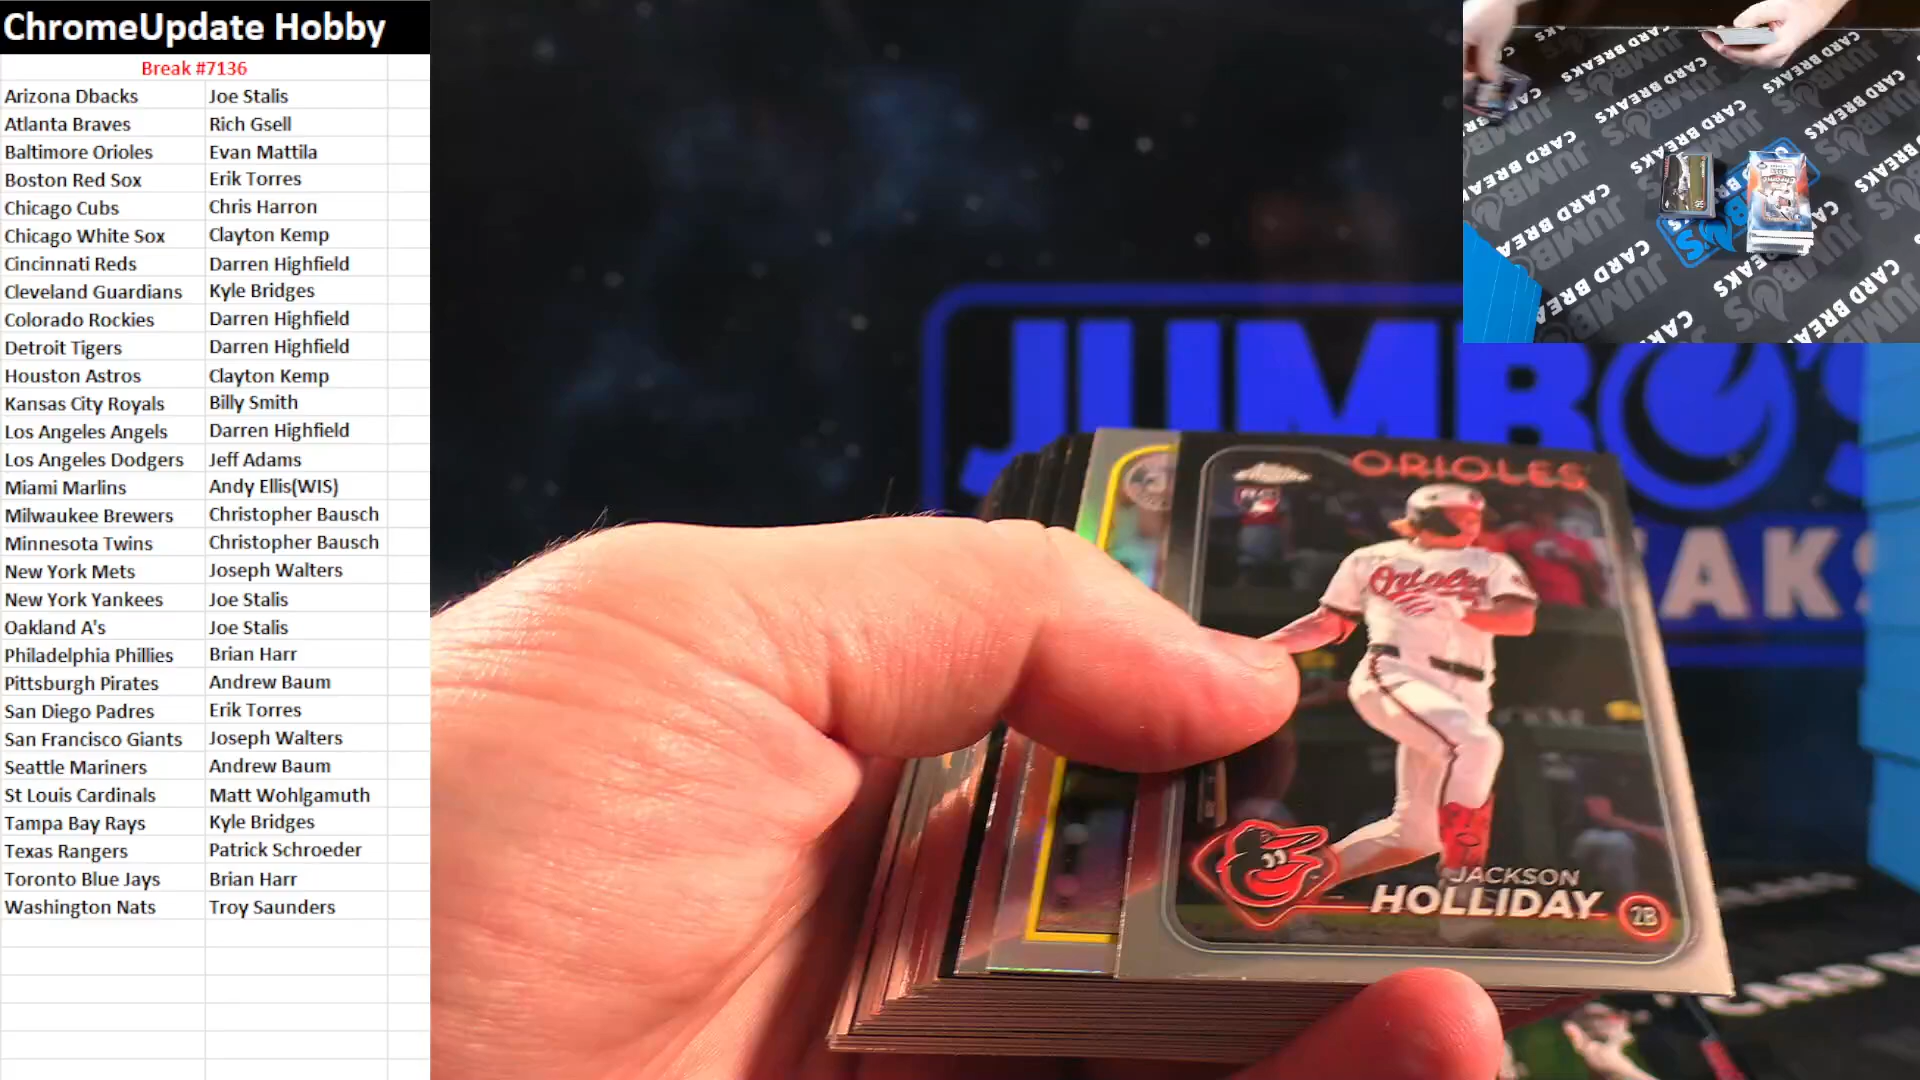 ChromeUpdate Hobby
Break #7136
Arizona Dbacks Joe Stalis
Atlanta Braves Rich Gsell
Baltimore Orioles Evan Mattila
Boston Red Sox Erik Torres
Chicago Cubs Chris Harron
Chicago White Sox Clayton Kemp
Cincinnati Reds Darren Highfield
Cleveland Guardians Kyle Bridges
Colorado Rockies Darren Highfield
Detroit Tigers Darren Highfield
Houston Astros Clayton Kemp
Kansas City Royals Billy Smith
Los Angeles Angels Darren Highfield
Los Angeles Dodgers Jeff Adams
Miami Marlins Andy Ellis(WIS)
Milwaukee Brewers Christopher Bausch
Minnesota Twins Christopher Bausch
New York Mets Joseph Walters
New York Yankees Joe Stalis
Oakland A's Joe Stalis
Philadelphia Phillies Brian Harr
Pittsburgh Pirates Andrew Baum
San Diego Padres Erik Torres
San Francisco Giants Joseph Walters
Seattle Mariners Andrew Baum
St Louis Cardinals Matt Wohlgamuth
Tampa Bay Rays Kyle Bridges
Texas Rangers Patrick Schroeder
Toronto Blue Jays Brian Harr
Washington Nats Troy Saunders
ORIOLES
RC
Orioles
JACKSON
HOLLIDAY 2B
CARD BREAKS
JUMBO'S